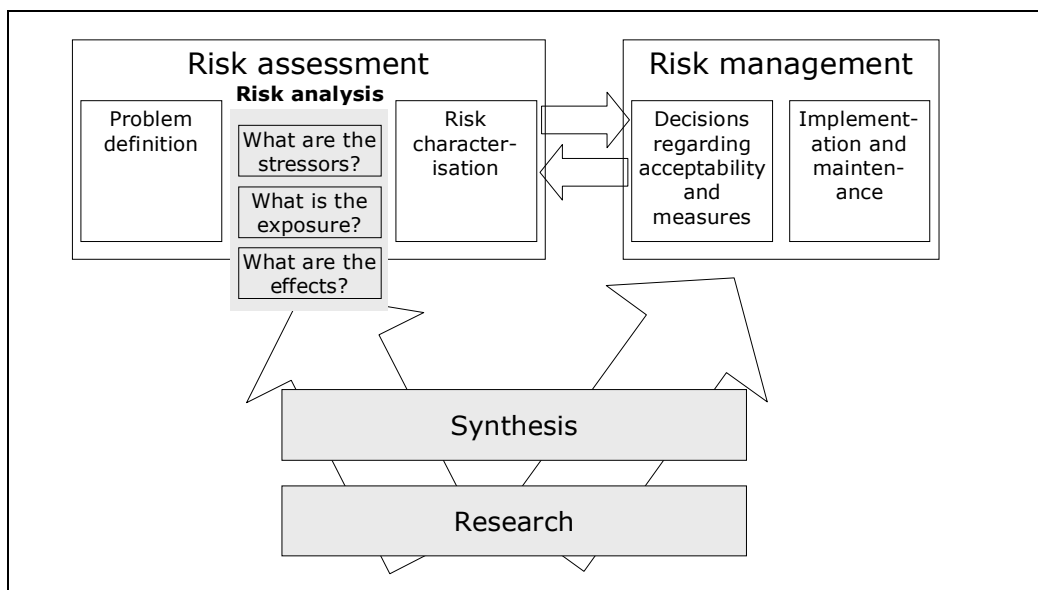 Risk assessment
Risk analysis
Problem
definition
What are the
stressors?
What is the
exposure?
What are the
effects?
Risk
character-
isation
Risk management
Decisions
regarding
acceptability
and
measures
Implement-
ation and
mainten-
ance
Synthesis
Research